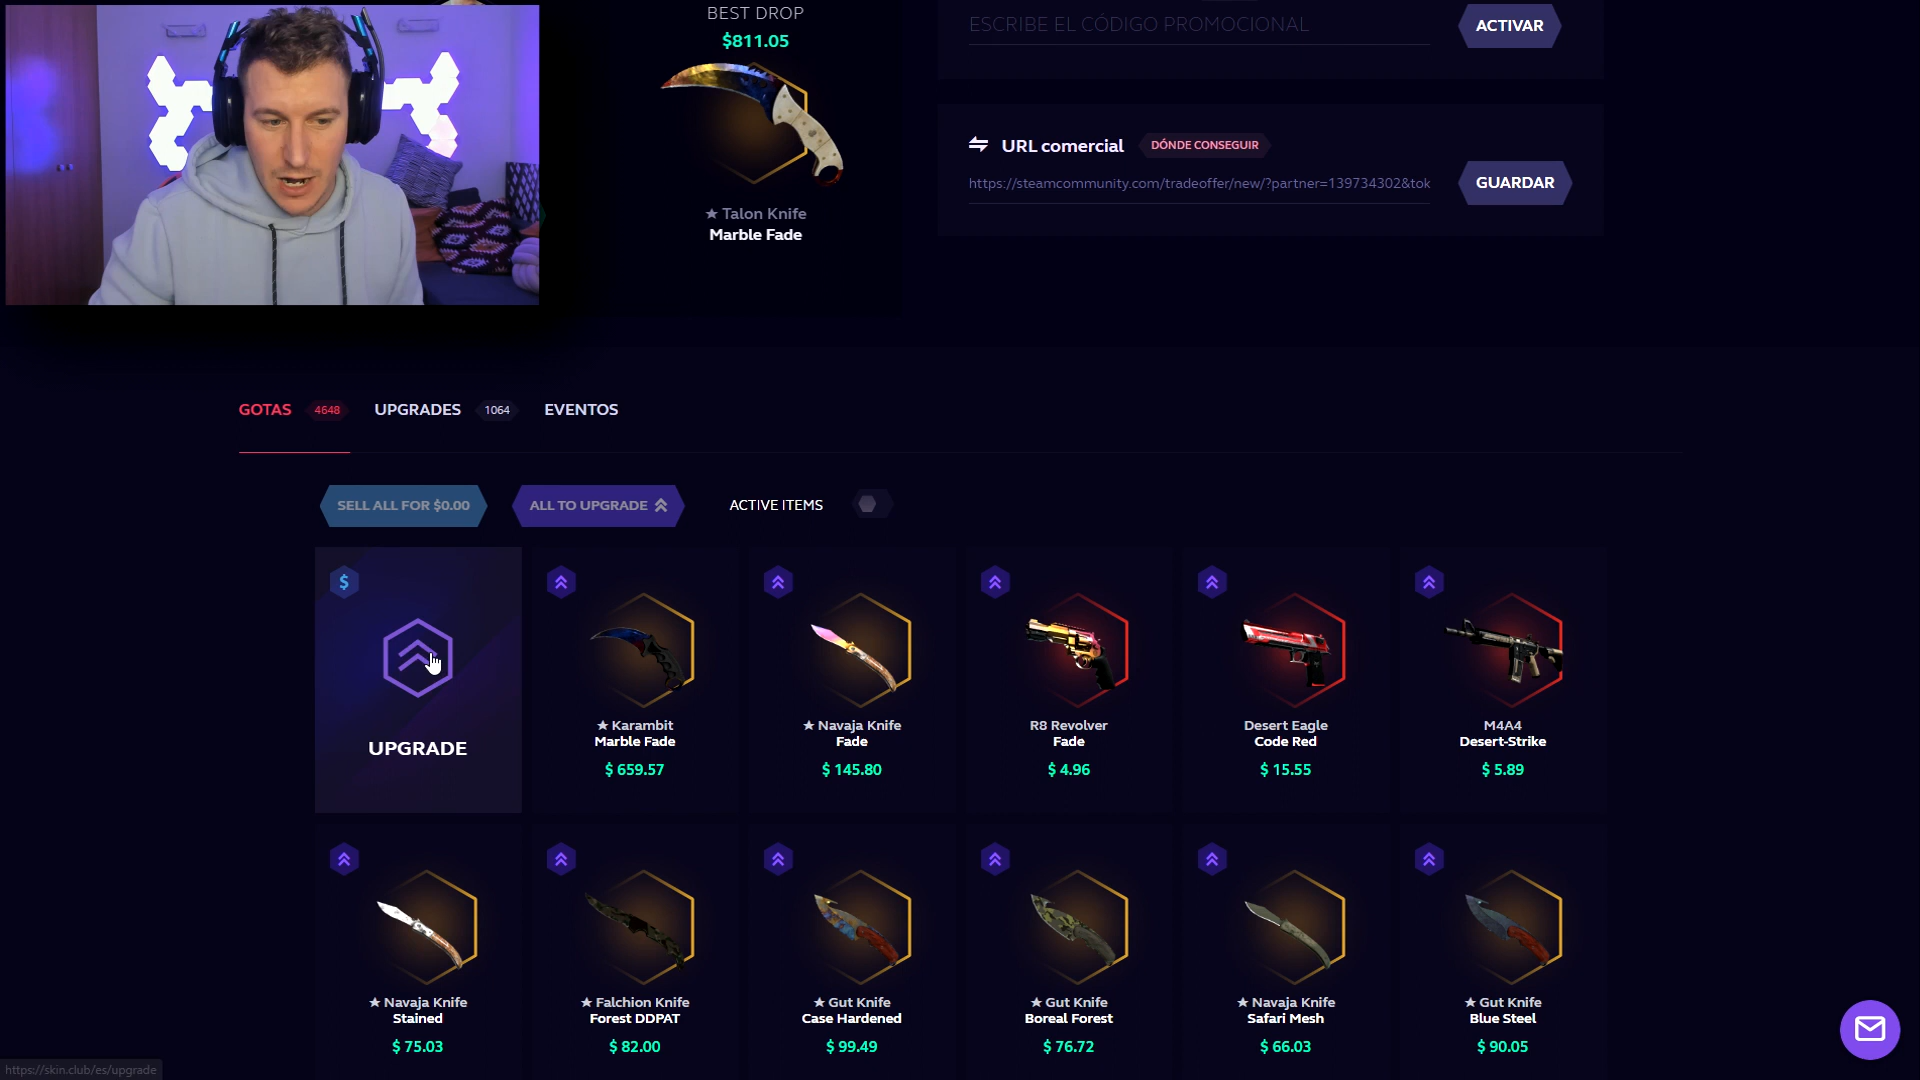 BEST DROP
$811.05
★ Talon Knife
Marble Fade
ESCRIBE EL CÓDIGO PROMOCIONAL
ACTIVAR
URL comercial
DÓNDE CONSEGUIR
https://steamcommunity.com/tradeoffer/new/?partner=139734302&tok
GUARDAR
GOTAS 4648 UPGRADES 1064 EVENTOS
SELL ALL FOR $0.00
ALL TO UPGRADE
ACTIVE ITEMS
$
UPGRADE
★ Karambit
Marble Fade
$ 659.57
★ Navaja Knife
Fade
$ 145.80
R8 Revolver
Fade
$ 4.96
Desert Eagle
Code Red
$ 15.55
M4A4
Desert-Strike
$ 5.89
★ Navaja Knife
Stained
$ 75.03
★ Falchion Knife
Forest DDPAT
$ 82.00
★ Gut Knife
Case Hardened
$ 99.49
★ Gut Knife
Boreal Forest
$ 76.72
★ Navaja Knife
Safari Mesh
$ 66.03
★ Gut Knife
Blue Steel
$ 90.05
https://skin.club/es/upgrade